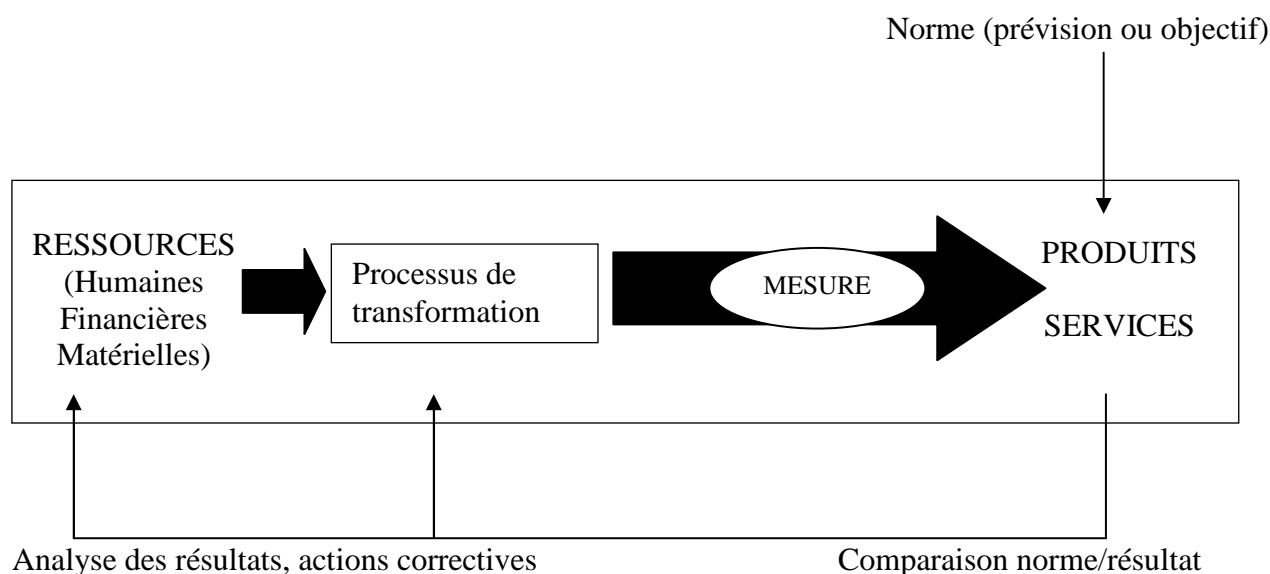 Norme (prévision ou objectif)
RESSOURCES
(Humaines
Financières
Matérielles)
Processus de
transformation
MESURE
PRODUITS
SERVICES
Analyse des résultats, actions correctives
Comparaison norme/résultat